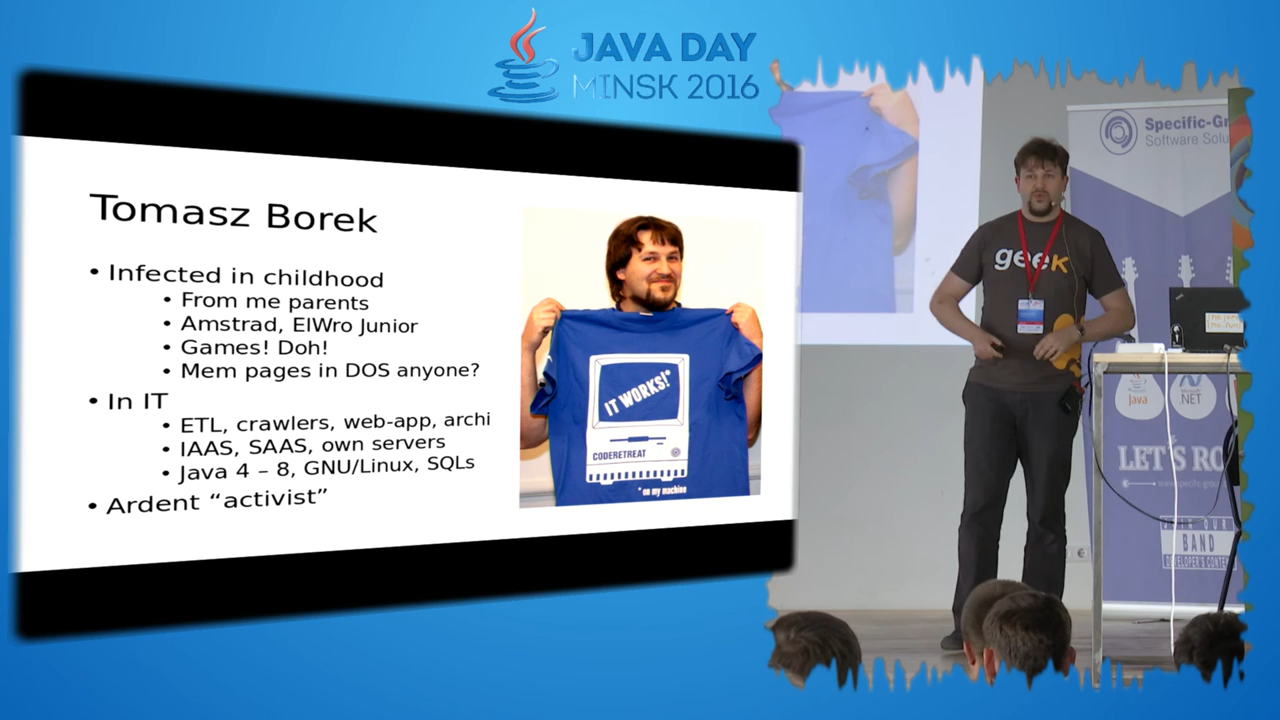 JAVA DAY
MINSK 2016
Tomasz Borek
• Infected in childhood
• From me parents
• Amstrad, ElWro Junior
• Games! Doh!
• Mem pages in DOS anyone?
• In IT
• ETL, crawlers, web-app, archi
• IAAS, SAAS, own servers
• Java 4 – 8, GNU/Linux, SQLs
• Ardent “activist”
IT WORKS!*
CODERETREAT
* on my machine
Specific-Gr
Software Solu
geek
Java
.NET
LET'S RO
BAND